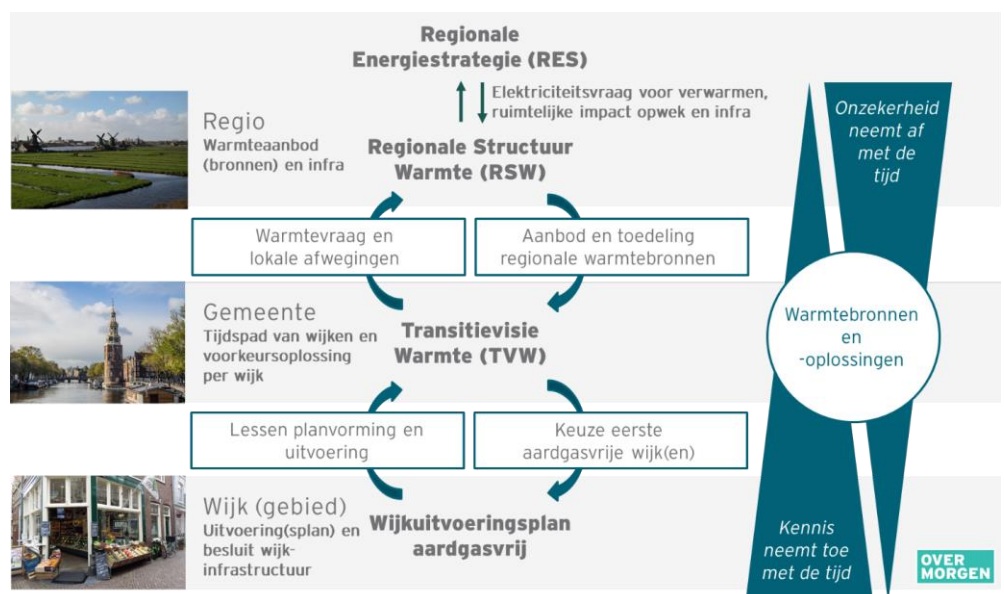 Regionale
Energiestrategie (RES)
Elektriciteitsvraag voor verwarmen,
ruimtelijke impact opwek en infra
Regio
Warmteaanbod
(bronnen) en infra
Regionale Structuur
Warmte (RSW)
Warmtevraag en
lokale afwegingen
Aanbod en toedeling
regionale warmtebronnen
Gemeente
Tijdspad van wijken en
voorkeursoplossing
per wijk
Transitievisie
Warmte (TVW)
Lessen planvorming en
uitvoering
Keuze eerste
aardgasvrije wijk(en)
Wijk (gebied)
Uitvoering(splan) en
besluit wijk-
infrastructuur
Wijkuitvoeringsplan
aardgasvrij
Onzekerheid
neemt af
met de
tijd
Warmtebronnen
en
-oplossingen
Kennis
neemt toe
met de tijd
OVER
MORGEN